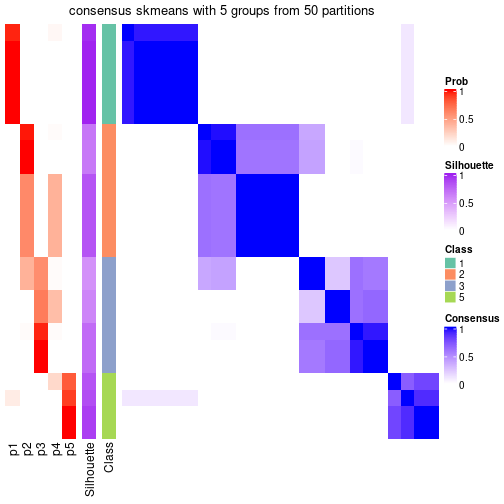 consensus skmeans with 5 groups from 50 partitions
Prob
1
0.5
0
Silhouette
1
0.5
0
Class
1
2
3
5
Consensus
1
0.5
0
p1
p2
p3
p4
p5
Silhouette
Class